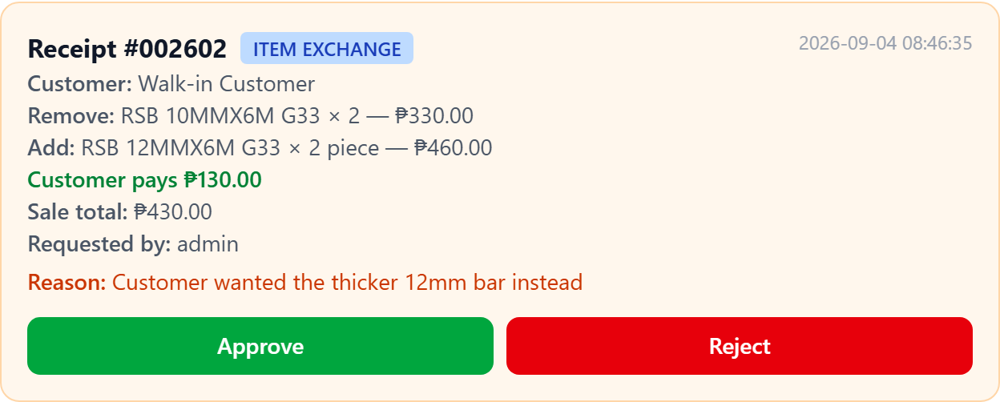 Receipt #002602 ITEM EXCHANGE 2026-09-04 08:46:35
Customer: Walk-in Customer
Remove: RSB 10MMX6M G33 × 2 — ₱330.00
Add: RSB 12MMX6M G33 × 2 piece — ₱460.00
Customer pays ₱130.00
Sale total: ₱430.00
Requested by: admin
Reason: Customer wanted the thicker 12mm bar instead
Approve Reject